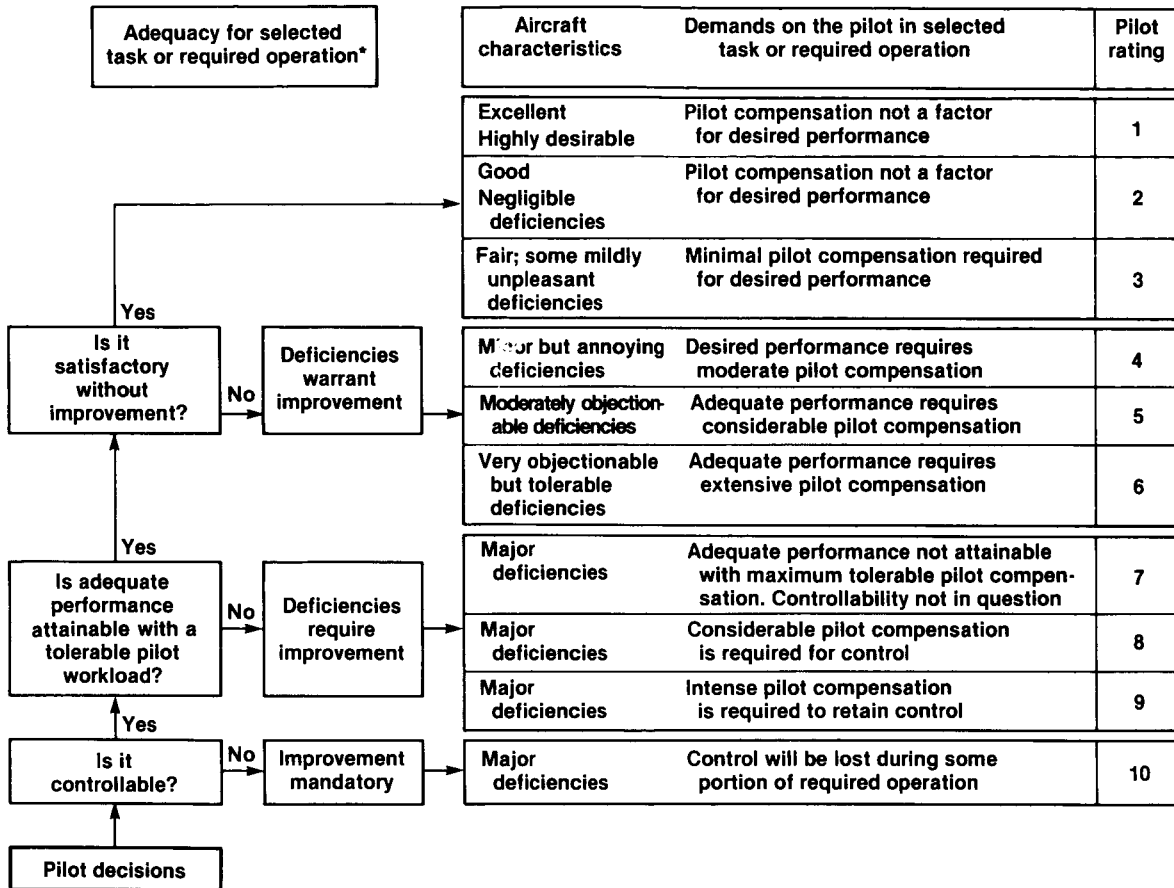 Adequacy for selected
task or required operation*
Aircraft
characteristics
Demands on the pilot in selected
task or required operation
Pilot
rating
Excellent
Highly desirable
Pilot compensation not a factor
for desired performance
1
Good
Negligible
deficiencies
Pilot compensation not a factor
for desired performance
2
Fair; some mildly
unpleasant
deficiencies
Minimal pilot compensation required
for desired performance
3
Yes
Is it
satisfactory
without
improvement?
No
Deficiencies
warrant
improvement
Minor but annoying
deficiencies
Desired performance requires
moderate pilot compensation
4
Moderately objection-
able deficiencies
Adequate performance requires
considerable pilot compensation
5
Very objectionable
but tolerable
deficiencies
Adequate performance requires
extensive pilot compensation
6
Yes
Is adequate
performance
attainable with a
tolerable pilot
workload?
No
Deficiencies
require
improvement
Major
deficiencies
Adequate performance not attainable
with maximum tolerable pilot compen-
sation. Controllability not in question
7
Major
deficiencies
Considerable pilot compensation
is required for control
8
Major
deficiencies
Intense pilot compensation
is required to retain control
9
Yes
Is it
controllable?
No
Improvement
mandatory
Major
deficiencies
Control will be lost during some
portion of required operation
10
Pilot decisions